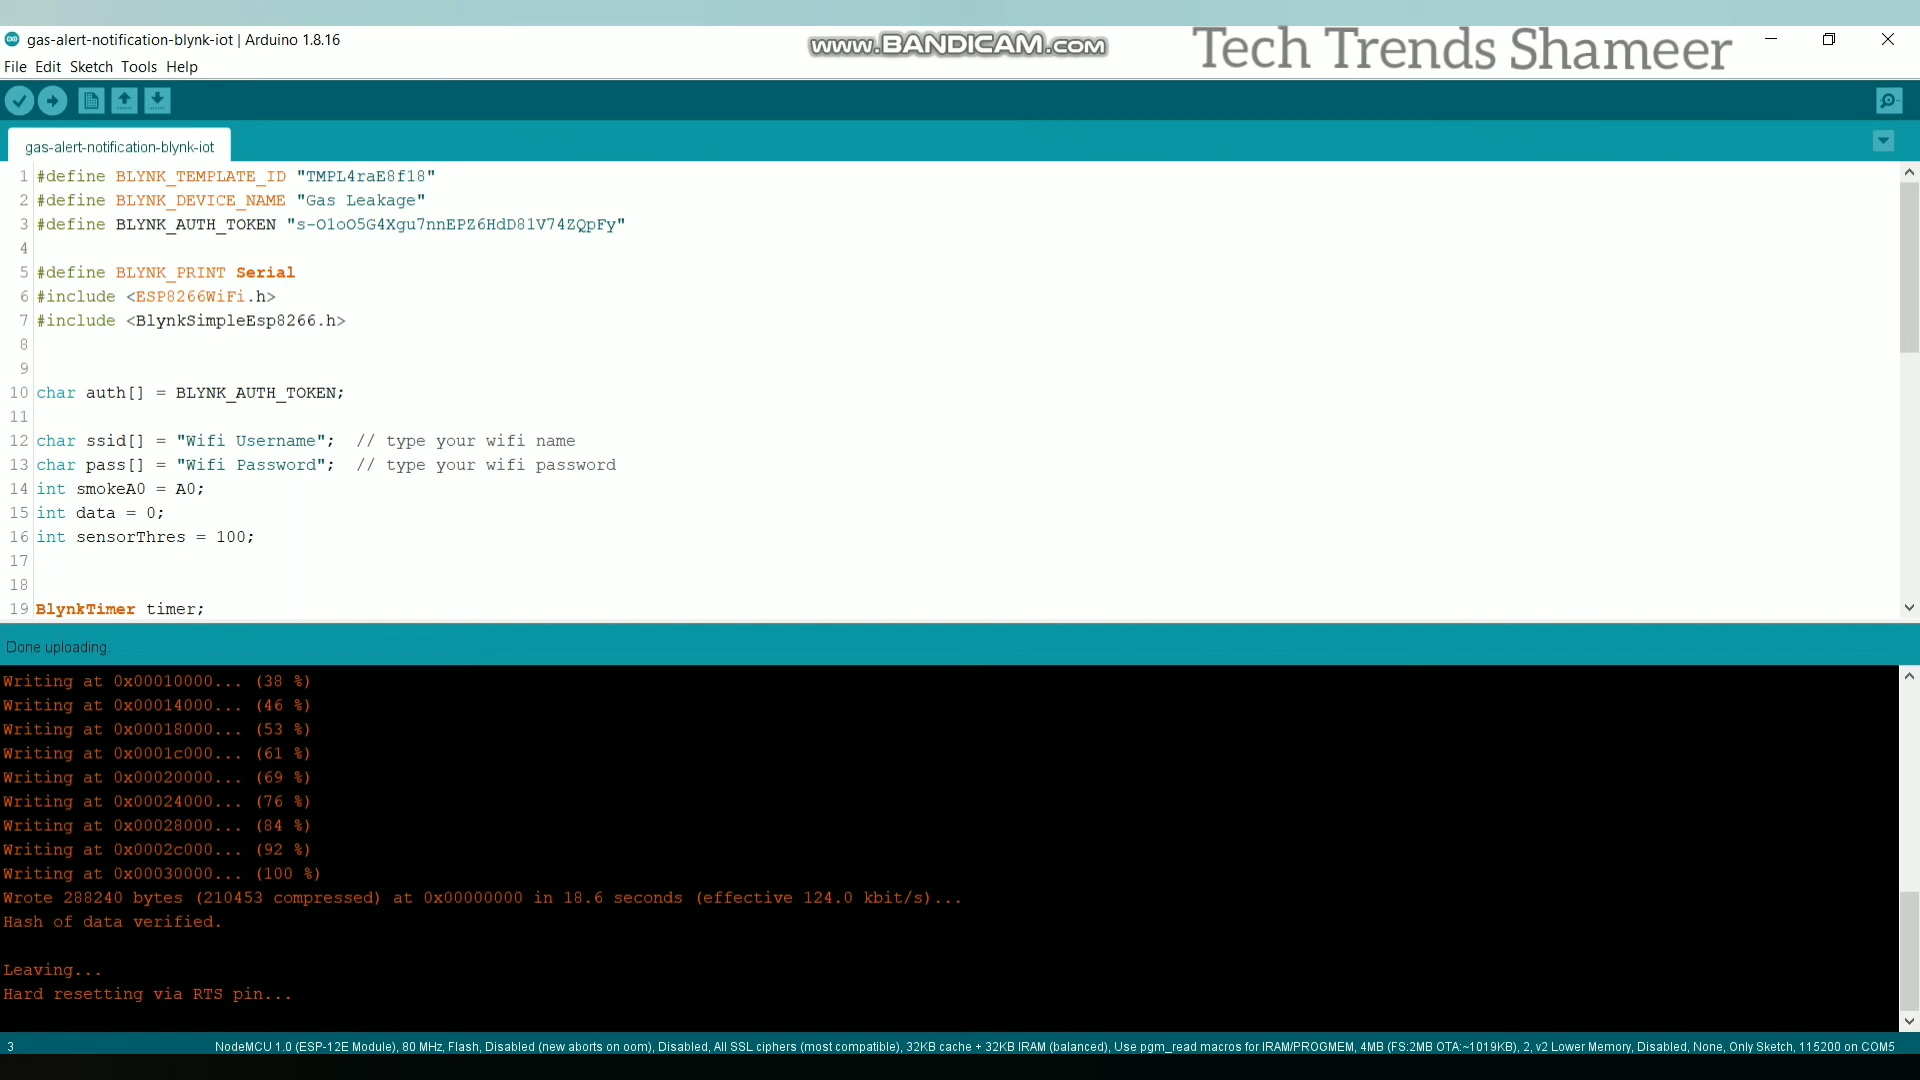 gas-alert-notification-blynk-iot | Arduino 1.8.16
www.BANDICAM.com
Tech Trends Shameer
File Edit Sketch Tools Help
gas-alert-notification-blynk-iot
1 #define BLYNK_TEMPLATE_ID "TMPL4raE8f18"
2 #define BLYNK_DEVICE_NAME "Gas Leakage"
3 #define BLYNK_AUTH_TOKEN "s-O1oO5G4Xgu7nnEPZ6HdD81V74ZQpFy"
4
5 #define BLYNK_PRINT Serial
6 #include <ESP8266WiFi.h>
7 #include <BlynkSimpleEsp8266.h>
8
9
10 char auth[] = BLYNK_AUTH_TOKEN;
11
12 char ssid[] = "Wifi Username";  // type your wifi name
13 char pass[] = "Wifi Password";  // type your wifi password
14 int smokeA0 = A0;
15 int data = 0;
16 int sensorThres = 100;
17
18
19 BlynkTimer timer;
Done uploading.
Writing at 0x00010000... (38 %)
Writing at 0x00014000... (46 %)
Writing at 0x00018000... (53 %)
Writing at 0x0001c000... (61 %)
Writing at 0x00020000... (69 %)
Writing at 0x00024000... (76 %)
Writing at 0x00028000... (84 %)
Writing at 0x0002c000... (92 %)
Writing at 0x00030000... (100 %)
Wrote 288240 bytes (210453 compressed) at 0x00000000 in 18.6 seconds (effective 124.0 kbit/s)...
Hash of data verified.
Leaving...
Hard resetting via RTS pin...
3 NodeMCU 1.0 (ESP-12E Module), 80 MHz, Flash, Disabled (new aborts on oom), Disabled, All SSL ciphers (most compatible), 32KB cache + 32KB IRAM (balanced), Use pgm_read macros for IRAM/PROGMEM, 4MB (FS:2MB OTA:~1019KB), 2, v2 Lower Memory, Disabled, None, Only Sketch, 115200 on COM5